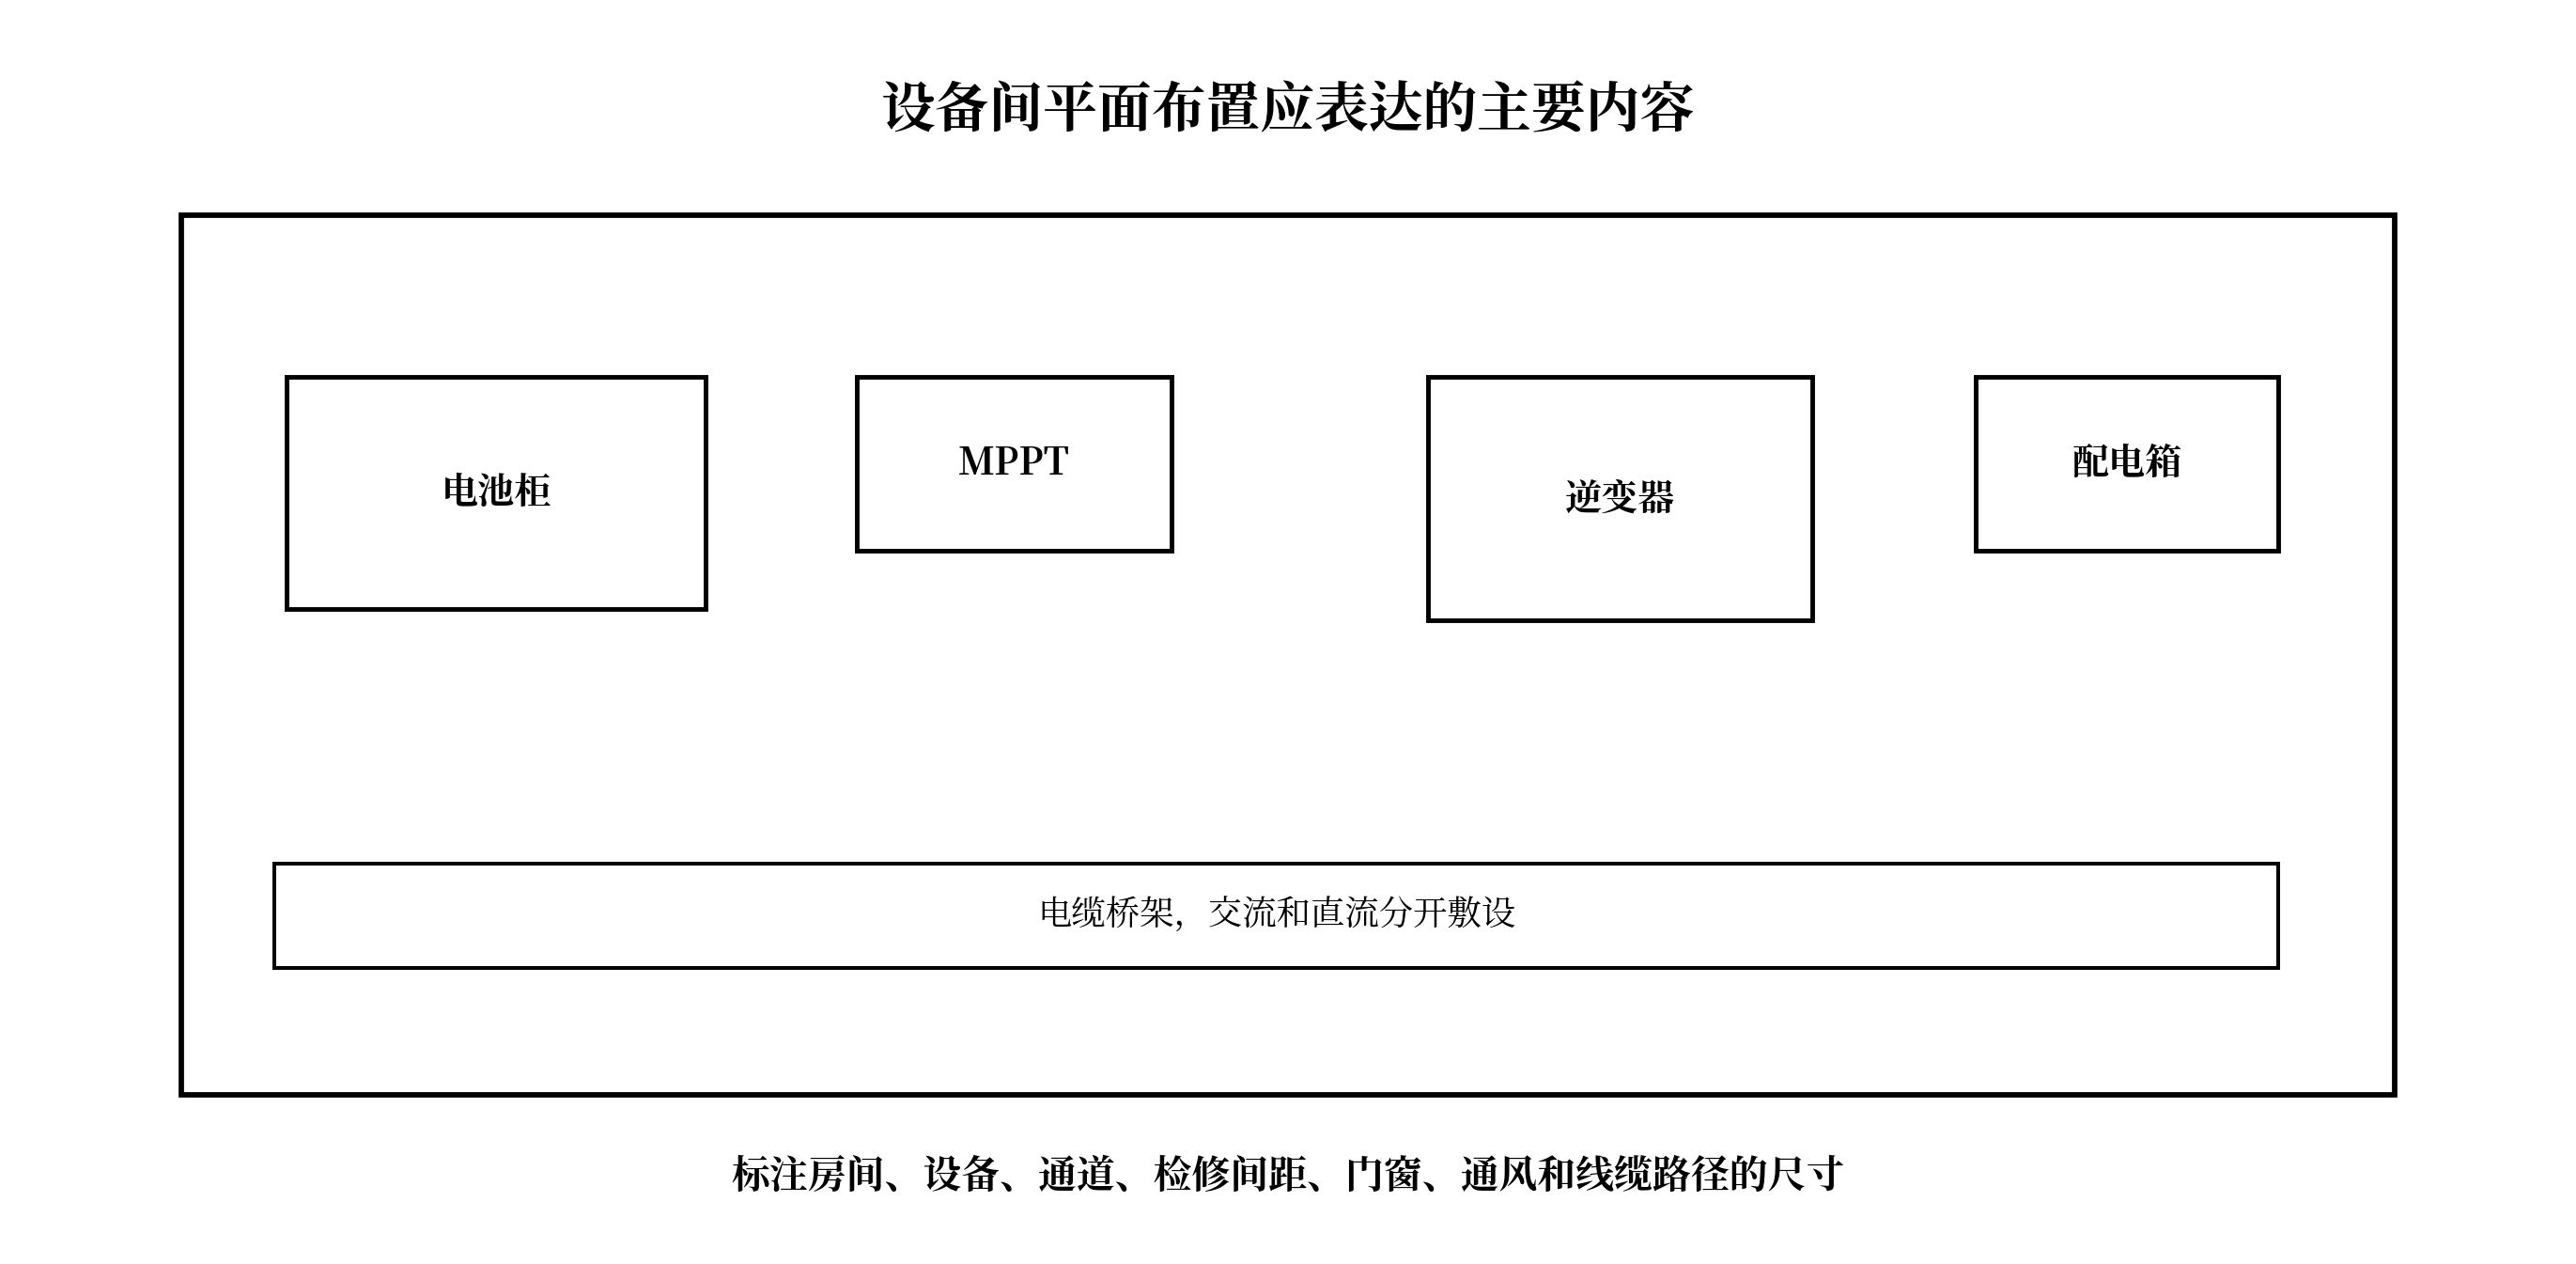 设备间平面布置应表达的主要内容
电池柜
MPPT
逆变器
配电箱
电缆桥架，交流和直流分开敷设
标注房间、设备、通道、检修间距、门窗、通风和线缆路径的尺寸